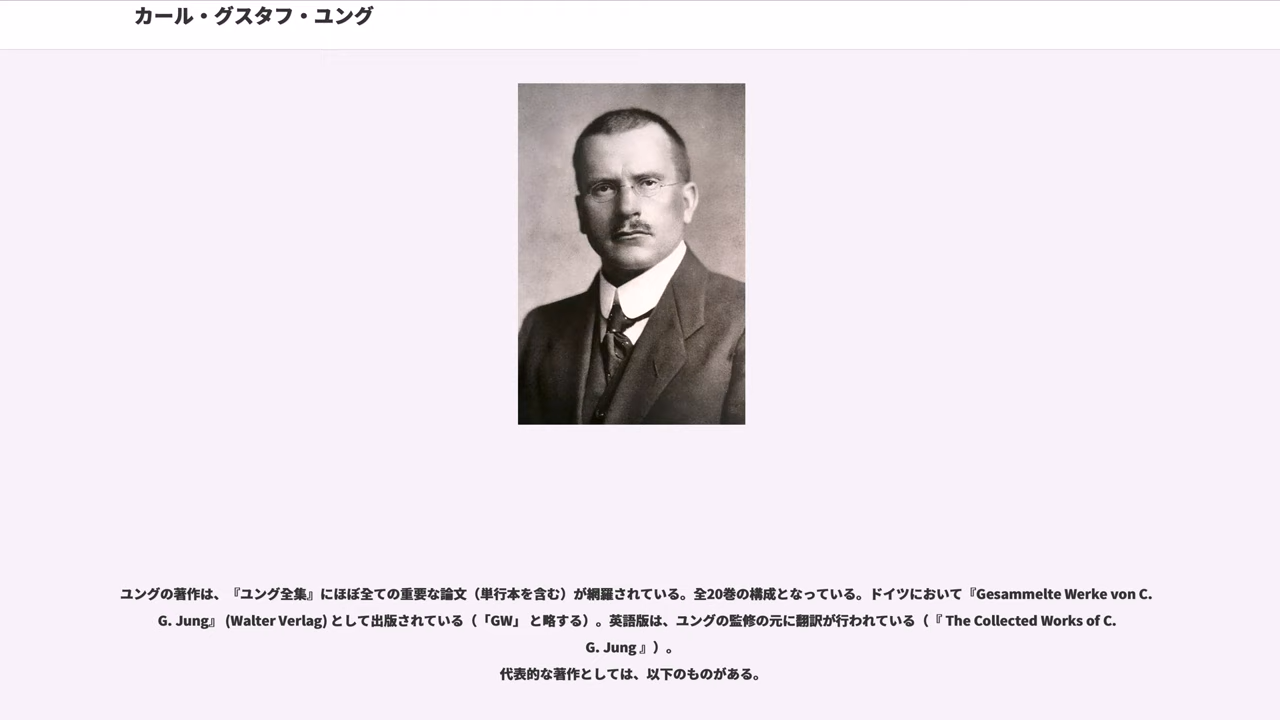 カール・グスタフ・ユング
ユングの著作は、『ユング全集』にほぼ全ての重要な論文（単行本を含む）が網羅されている。全20巻の構成となっている。ドイツにおいて『Gesammelte Werke von C.
G. Jung』 (Walter Verlag) として出版されている（「GW」 と略する）。英語版は、ユングの監修の元に翻訳が行われている（『 The Collected Works of C.
G. Jung 』）。
代表的な著作としては、以下のものがある。